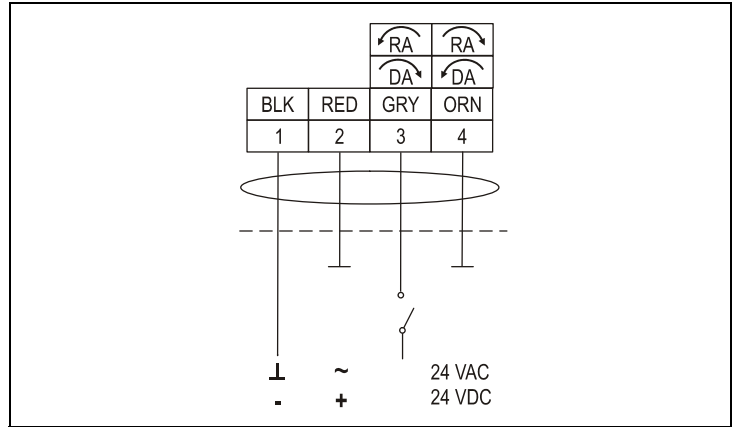 RA RA
DA DA
BLK RED GRY ORN
1 2 3 4
⊥ ~ 24 VAC
- + 24 VDC